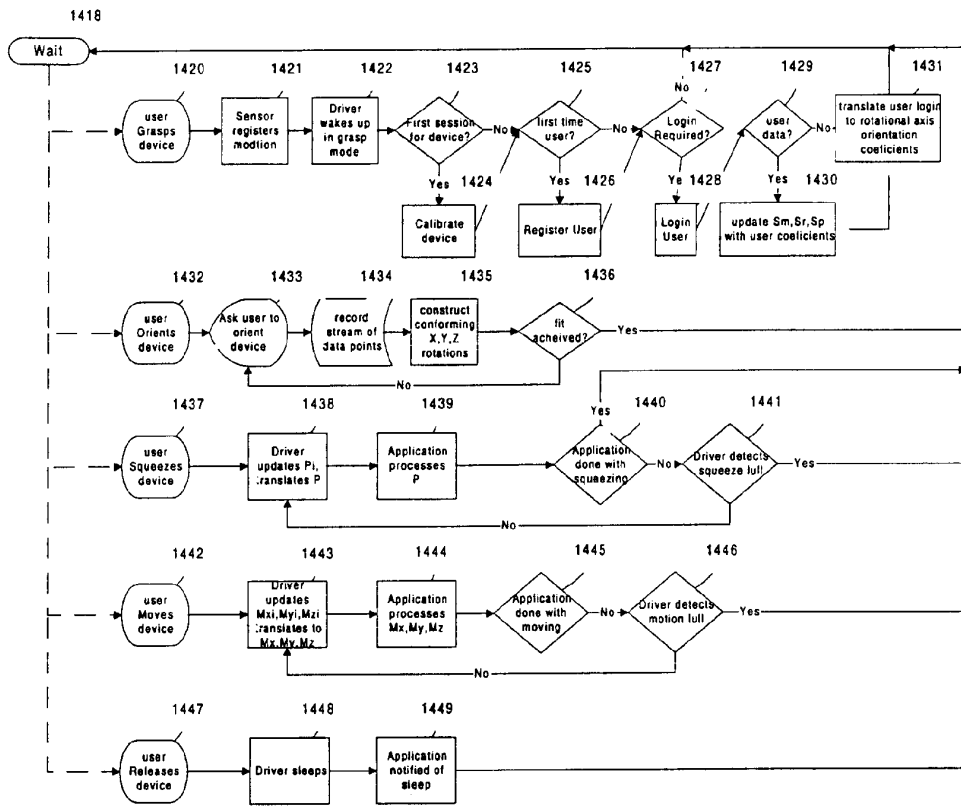 1418
Wait
1420
1421
1422
1423
1425
1427
1429
1431
user
Grasps
device
Sensor
registers
modtion
Driver
wakes up
in grasp
mode
First session
for device?
No
first time
user?
No
No
Login
Required?
user
data?
No
translate user login
to rotational axis
orientation
coeficients
Yes
1424
Yes
1426
Ye
1428
Yes
1430
Calibrate
device
Register User
Login
User
update Sm,Sr,Sp
with user coeficients
1432
1433
1434
1435
1436
user
Orients
device
Ask user to
orient
device
record
stream of
data points
construct
conforming
X,Y,Z
rotations
fit
acheived?
Yes
No
1437
1438
1439
1440
1441
Yes
user
Squeezes
device
Driver
updates Pi,
translates P
Application
processes
P
Application
done with
squeezing
No
Driver detects
squeeze lull
Yes
No
1442
1443
1444
1445
1446
user
Moves
device
Driver
updates
Mxi,Myi,Mzi
translates to
Mx,My,Mz
Application
processes
Mx,My,Mz
Application
done with
moving
No
Driver detects
motion lull
Yes
No
1447
1448
1449
user
Releases
device
Driver sleeps
Application
notified of
sleep